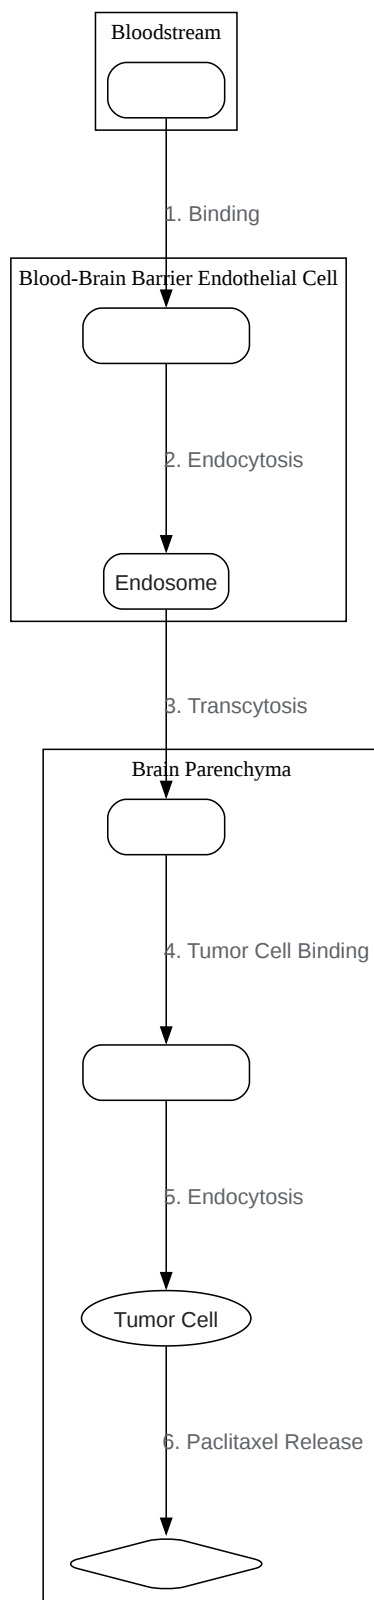 Bloodstream
1. Binding
Blood-Brain Barrier Endothelial Cell
2. Endocytosis
Endosome
3. Transcytosis
Brain Parenchyma
4. Tumor Cell Binding
5. Endocytosis
Tumor Cell
6. Paclitaxel Release